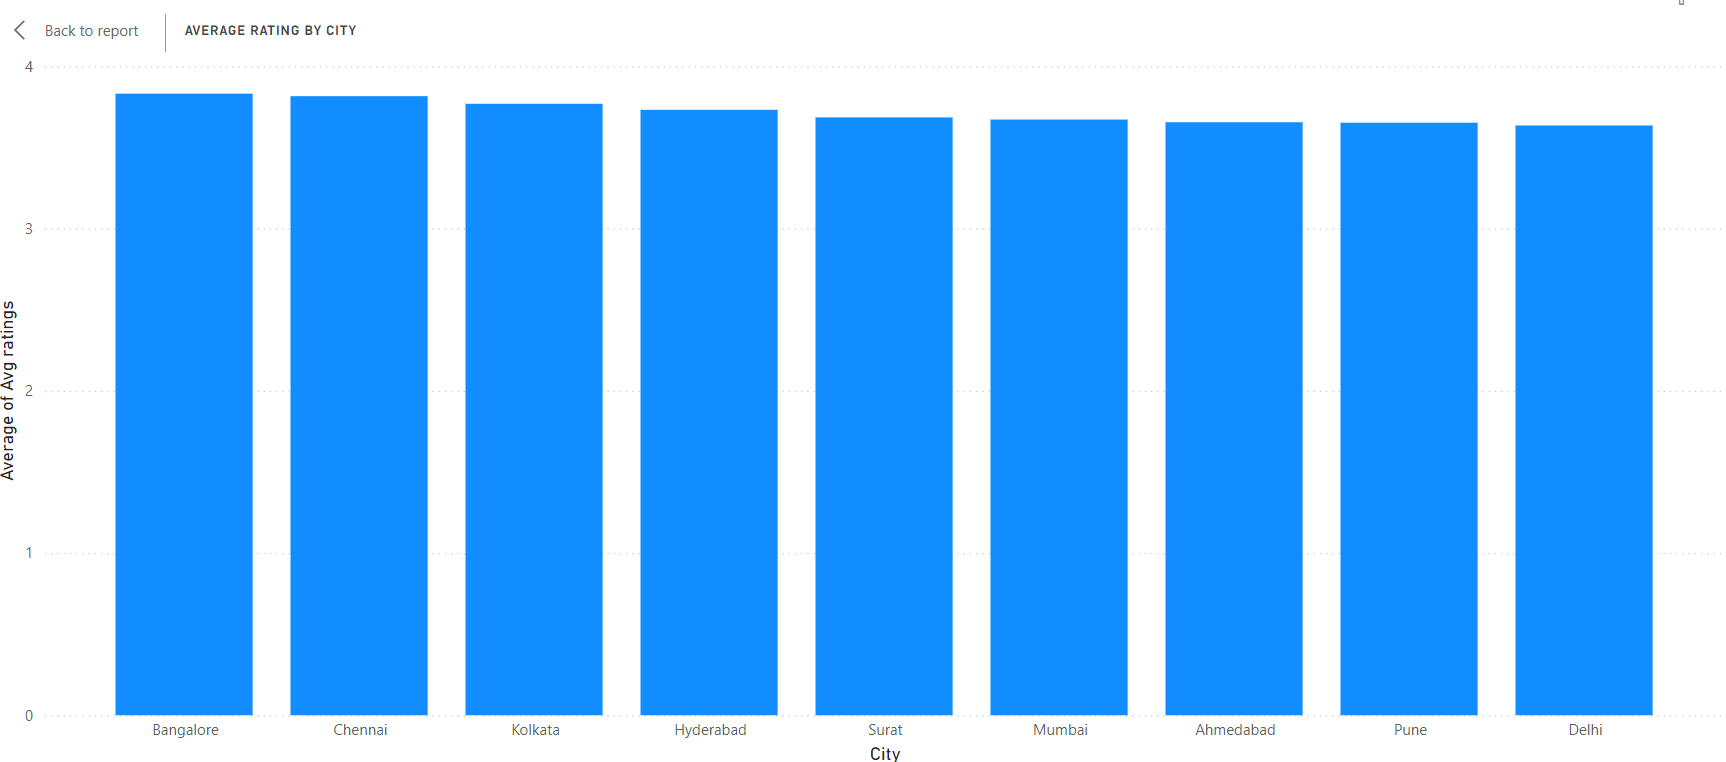 Back to report
AVERAGE RATING BY CITY
4
3
2
1
0
Average of Avg ratings
Bangalore Chennai Kolkata Hyderabad Surat Mumbai Ahmedabad Pune Delhi
City